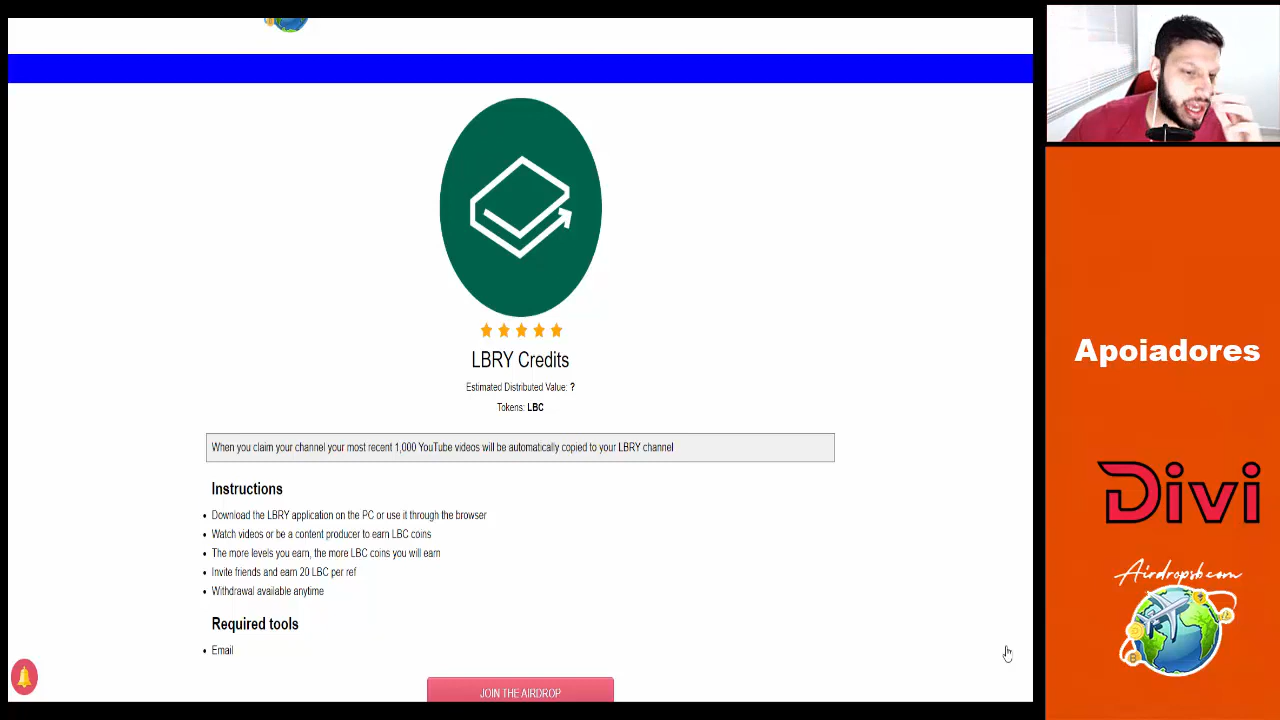 LBRY Credits
Estimated Distributed Value: ?
Tokens: LBC
When you claim your channel your most recent 1,000 YouTube videos will be automatically copied to your LBRY channel
Instructions
Download the LBRY application on the PC or use it through the browser
Watch videos or be a content producer to earn LBC coins
The more levels you earn, the more LBC coins you will earn
Invite friends and earn 20 LBC per ref
Withdrawal available anytime
Required tools
Email
JOIN THE AIRDROP
Apoiadores
Divi
Airdropsb.com